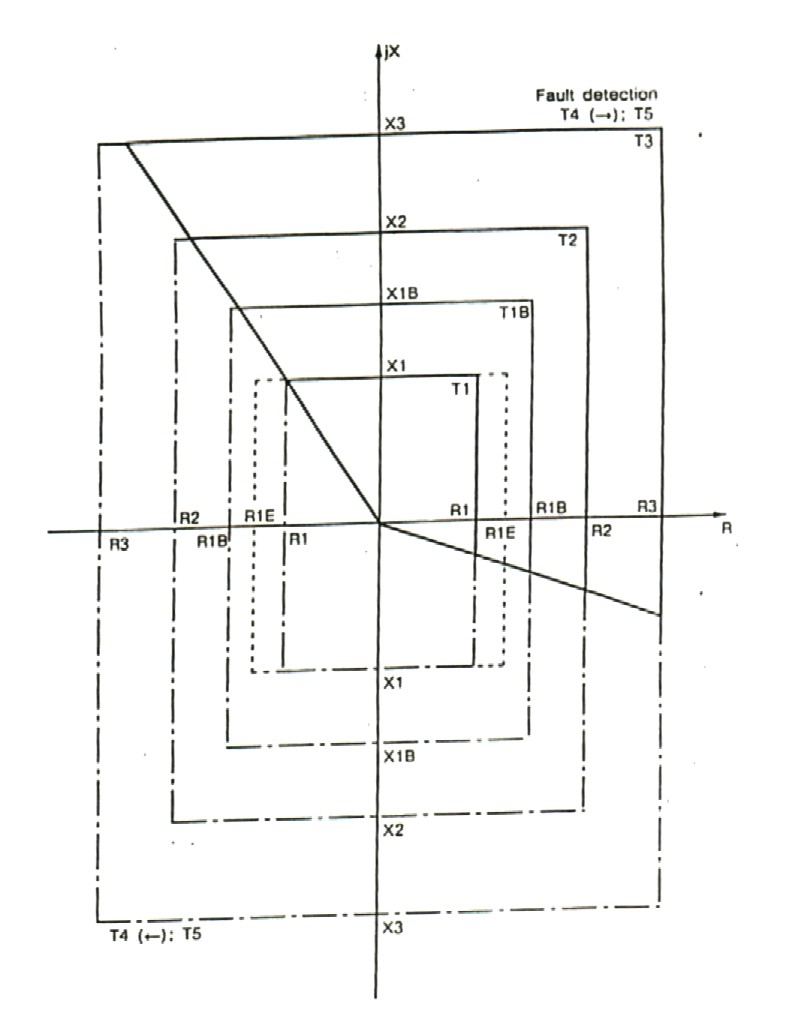 jX
Fault detection
T4 (→); T5
X3
T3
X2
T2
X1B
T1B
X1
T1
R2
R1E
R1
R1B
R3
R3
R1B
R1
R1E
R2
R
X1
X1B
X2
X3
T4 (←); T5